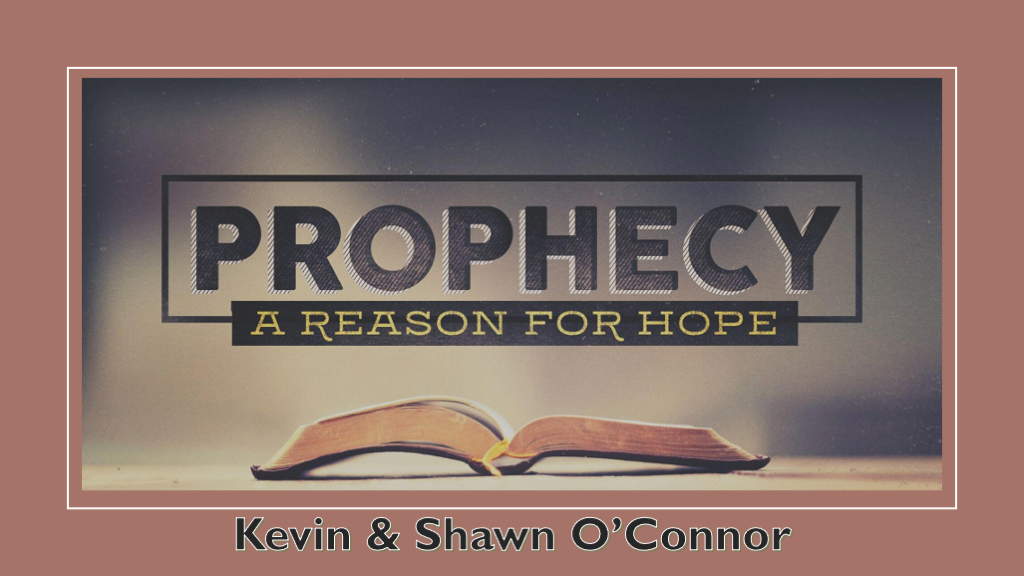 PROPHECY
A REASON FOR HOPE
Kevin & Shawn O’Connor